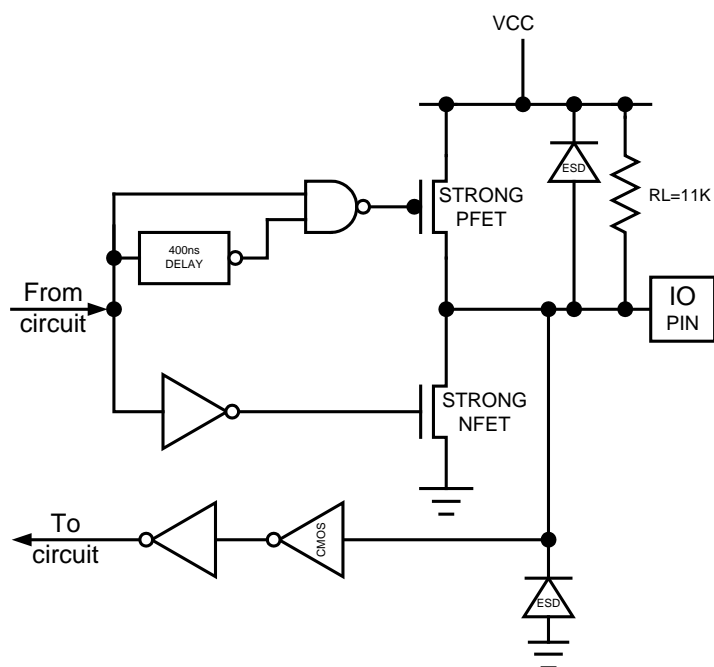 VCC
ESD
STRONG
PFET
RL=11K
400ns
DELAY
From
circuit
IO
PIN
STRONG
NFET
To
circuit
CMOS
ESD